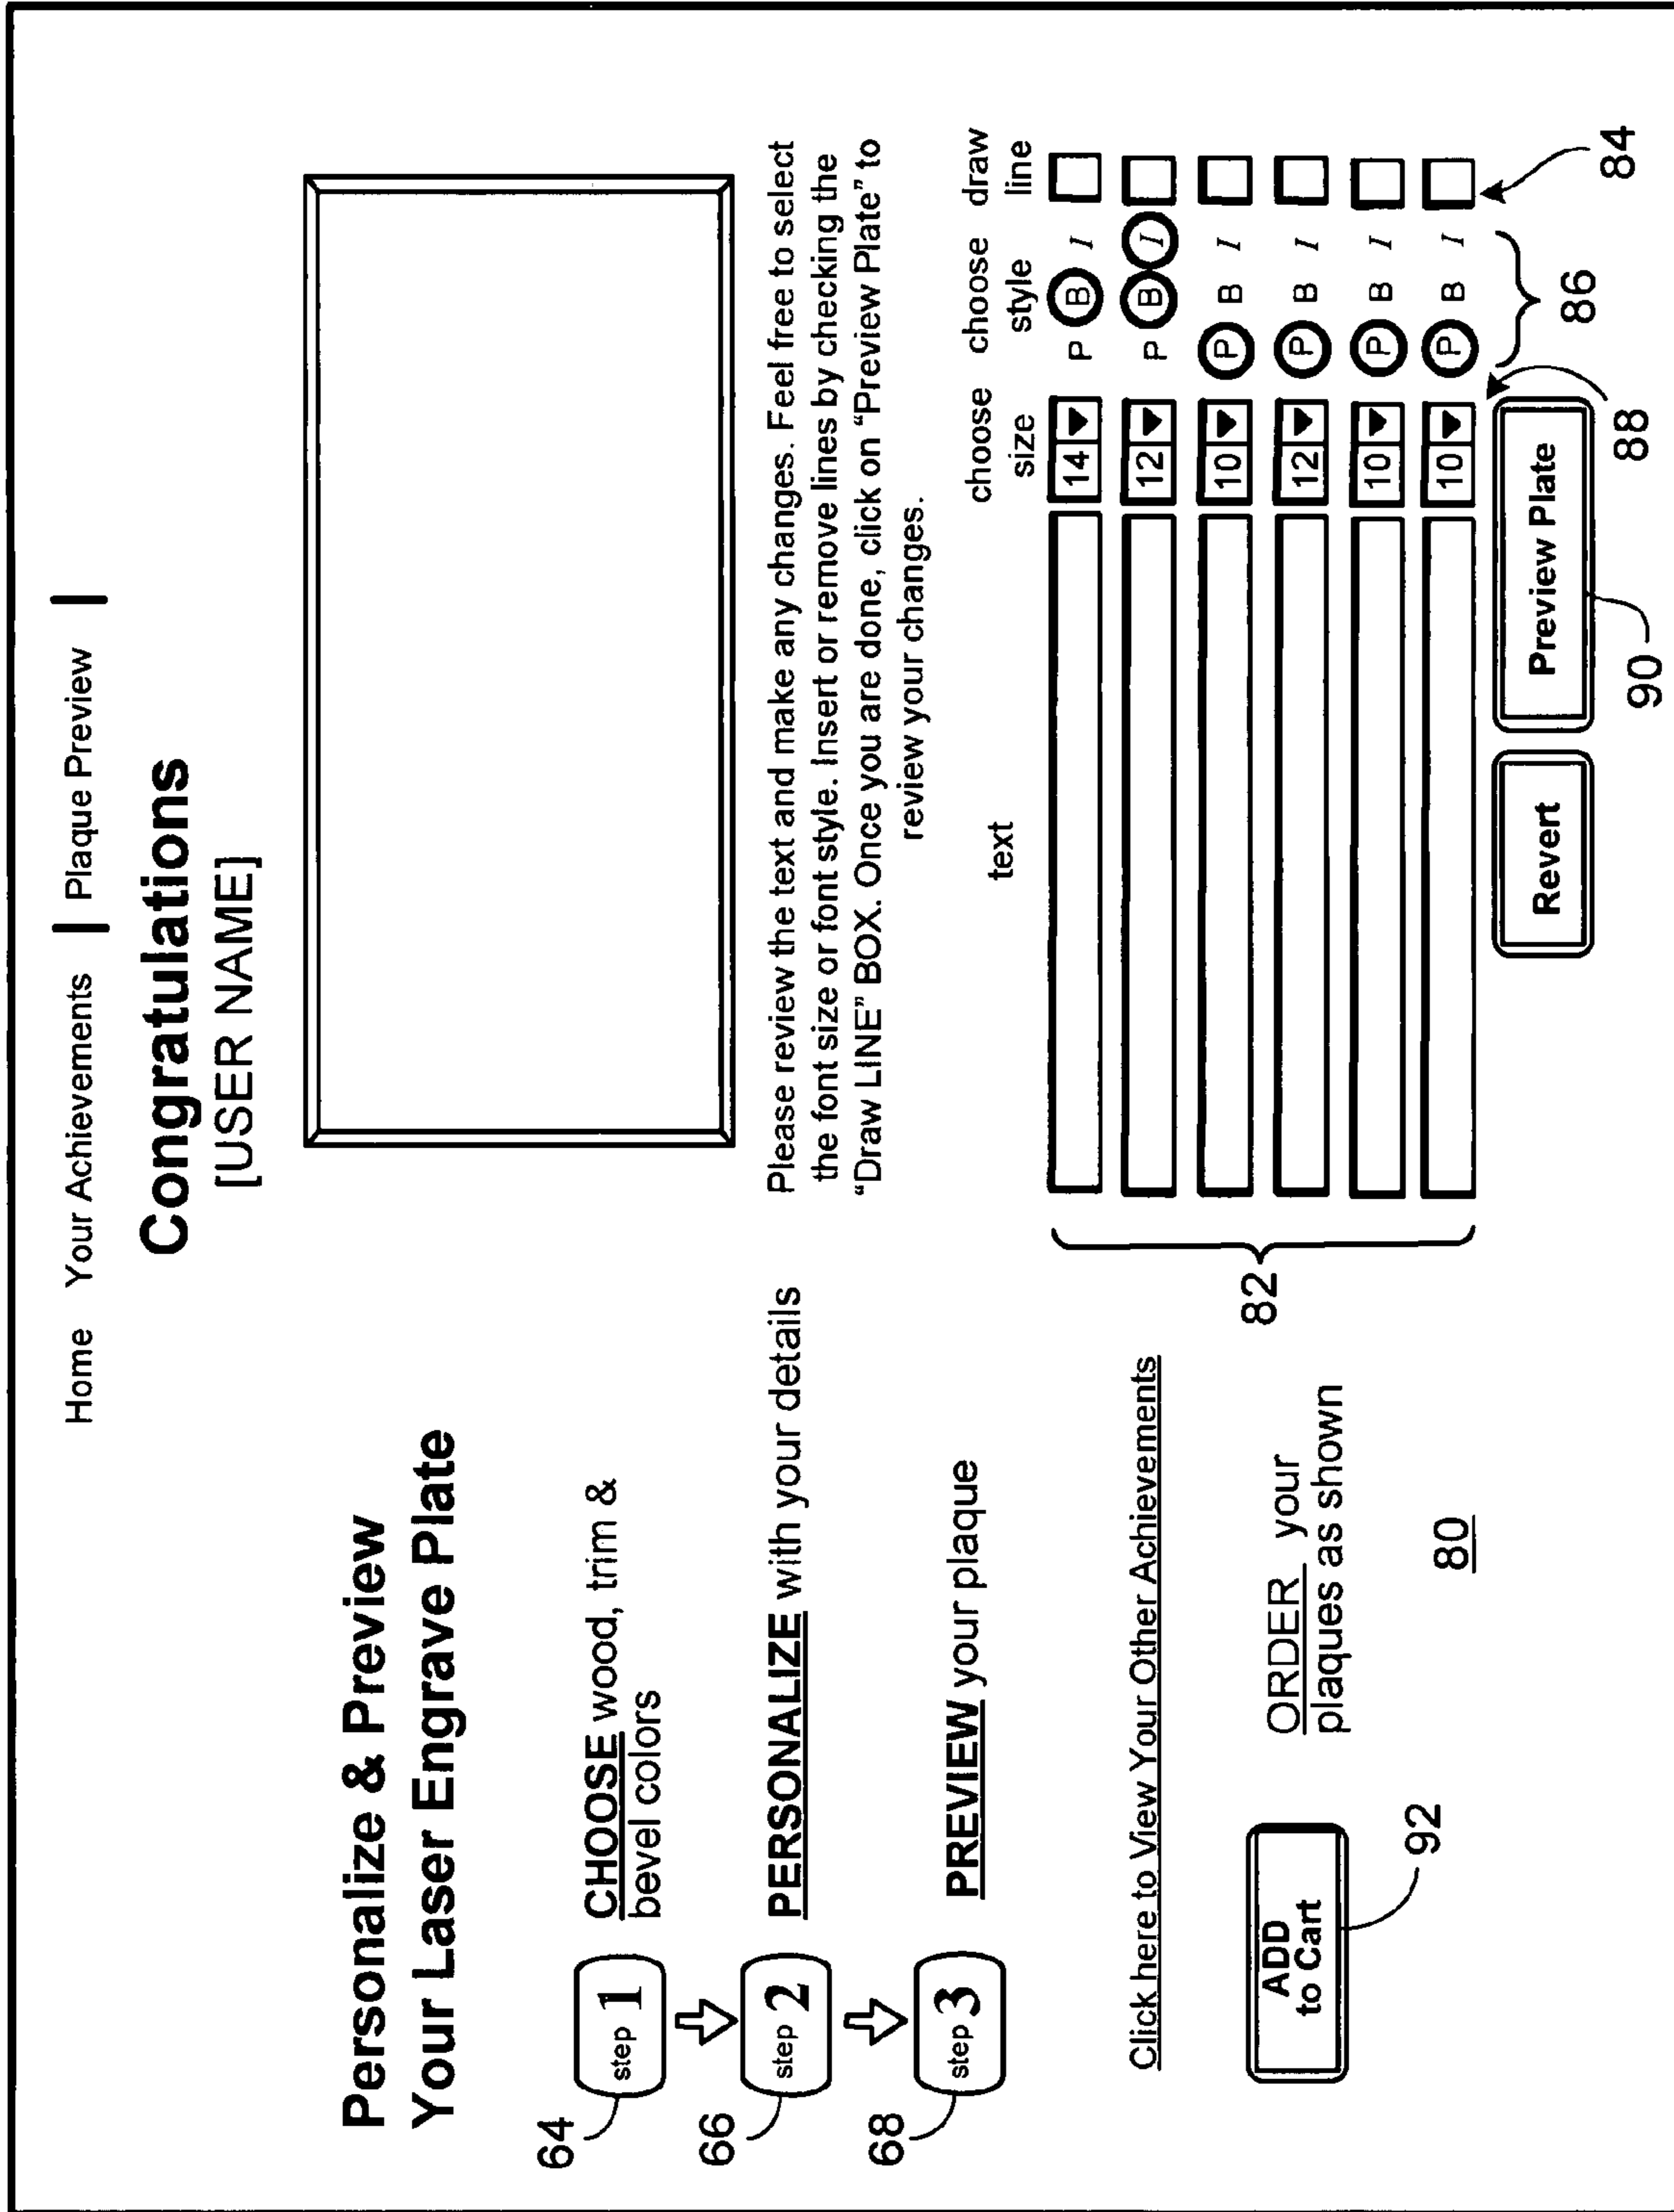 Home Your Achievements | Plaque Preview |
Congratulations
[USER NAME]
Personalize & Preview
Your Laser Engrave Plate
64
step 1
CHOOSE wood, trim &
bevel colors
66
step 2
PERSONALIZE with your details
68
step 3
PREVIEW your plaque
Click here to View Your Other Achievements
ADD
to Cart
92
ORDER your
plaques as shown
80
Please review the text and make any changes. Feel free to select
the font size or font style. Insert or remove lines by checking the
“Draw LINE” BOX. Once you are done, click on “Preview Plate” to
review your changes.
text
choose
size
choose
style
draw
line
82
14 P B I
12 P B I
10 P B I
12 P B I
10 P B I
10 P B I
Revert
Preview Plate
90
88
86
84